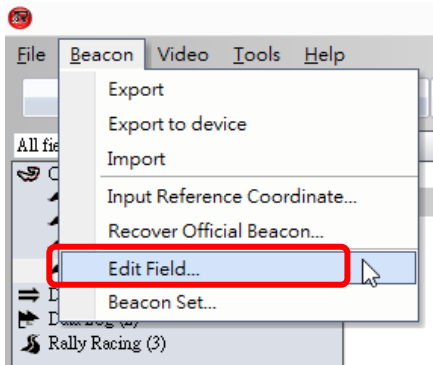 File Beacon Video Tools Help
Export
Export to device
All fie
Import
Input Reference Coordinate...
Recover Official Beacon...
Edit Field...
Beacon Set...
Rally Racing (3)